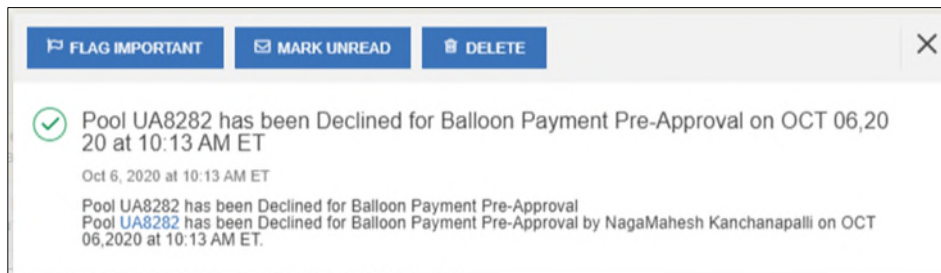 FLAG IMPORTANT MARK UNREAD DELETE
Pool UA8282 has been Declined for Balloon Payment Pre-Approval on OCT 06,20
20 at 10:13 AM ET
Oct 6, 2020 at 10:13 AM ET
Pool UA8282 has been Declined for Balloon Payment Pre-Approval
Pool UA8282 has been Declined for Balloon Payment Pre-Approval by NagaMahesh Kanchanapalli on OCT
06,2020 at 10:13 AM ET.